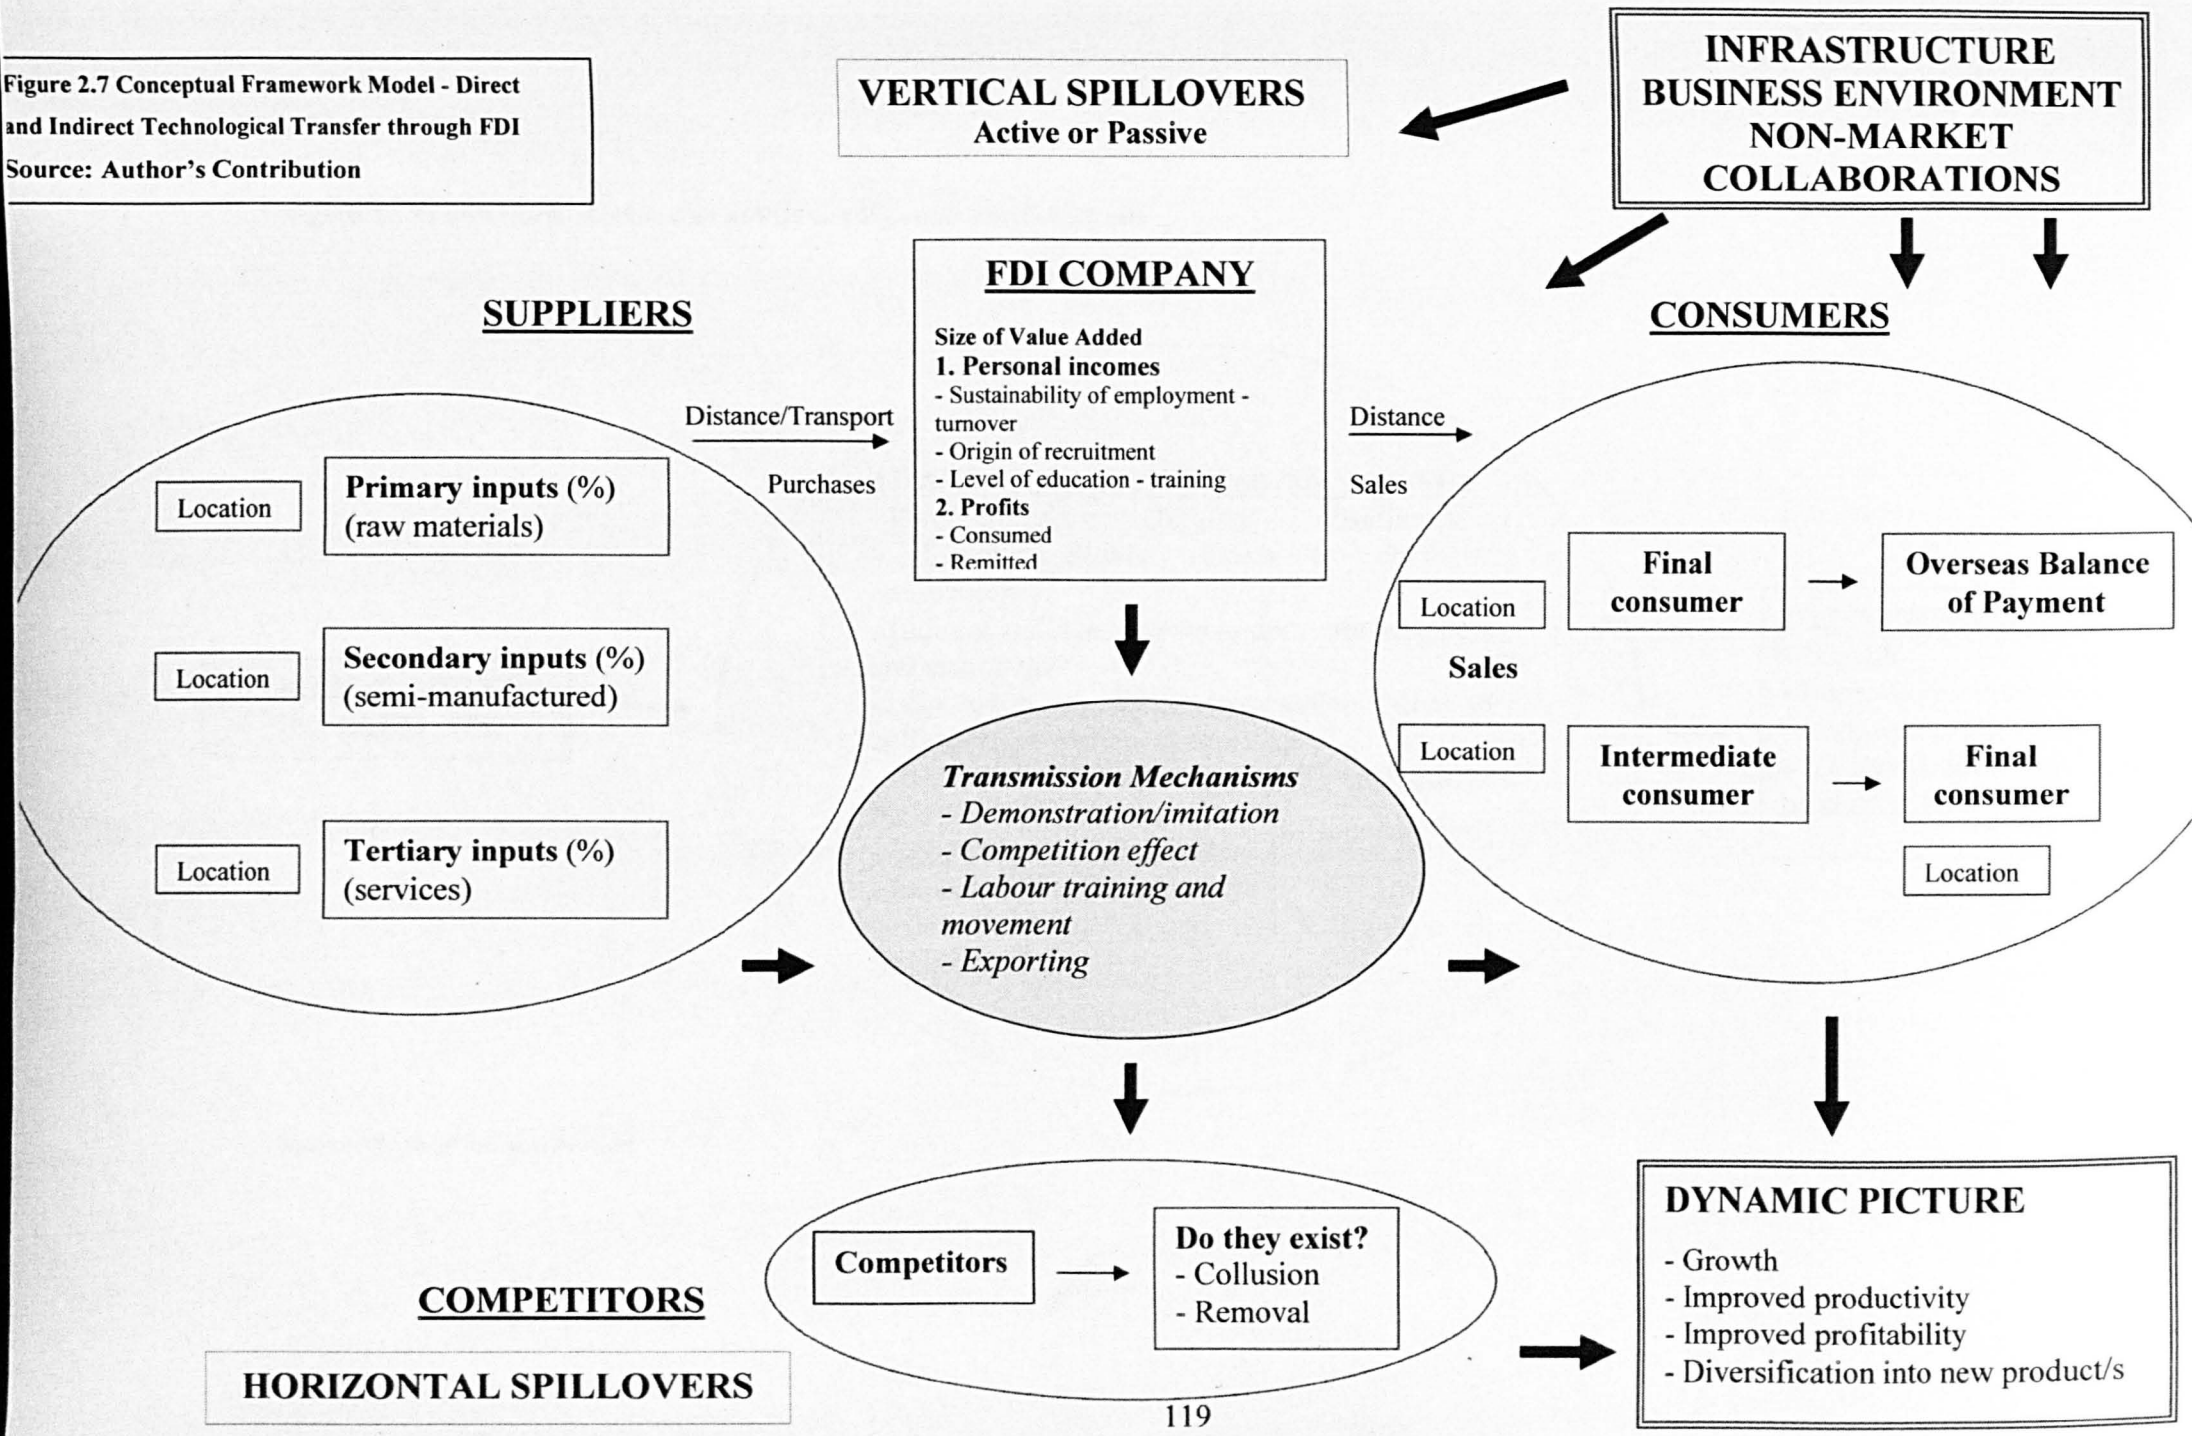 Figure 2.7 Conceptual Framework Model - Direct
and Indirect Technological Transfer through FDI
Source: Author's Contribution
VERTICAL SPILLOVERS
Active or Passive
INFRASTRUCTURE
BUSINESS ENVIRONMENT
NON-MARKET
COLLABORATIONS
SUPPLIERS
Location
Primary inputs (%)
(raw materials)
Location
Secondary inputs (%)
(semi-manufactured)
Location
Tertiary inputs (%)
(services)
Distance/Transport
Purchases
FDI COMPANY
Size of Value Added
1. Personal incomes
- Sustainability of employment -
turnover
- Origin of recruitment
- Level of education - training
2. Profits
- Consumed
- Remitted
Distance
Sales
CONSUMERS
Location
Final
consumer
Overseas Balance
of Payment
Sales
Location
Intermediate
consumer
Final
consumer
Location
Transmission Mechanisms
- Demonstration/imitation
- Competition effect
- Labour training and
movement
- Exporting
COMPETITORS
HORIZONTAL SPILLOVERS
Competitors
Do they exist?
- Collusion
- Removal
DYNAMIC PICTURE
- Growth
- Improved productivity
- Improved profitability
- Diversification into new product/s
119